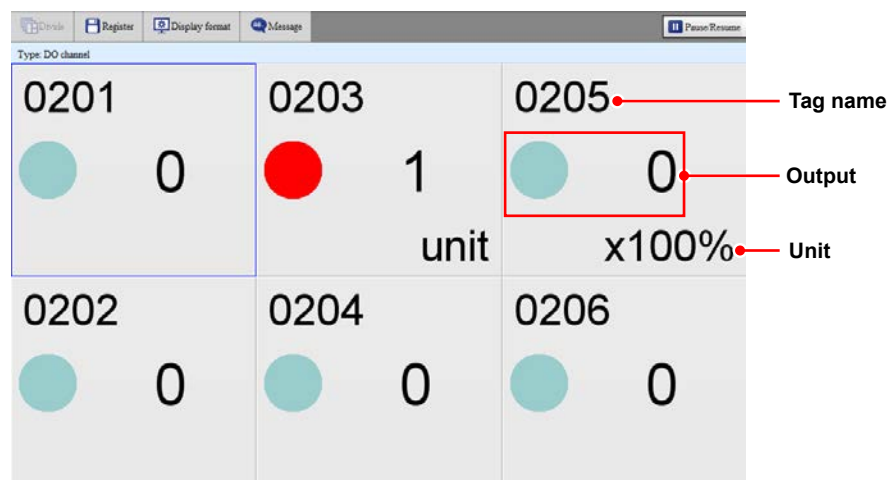 Divide Register Display format Message Pause/Resume
Type: DO channel
0201 0203 0205 Tag name
0 1 0 Output
unit x100% Unit
0202 0204 0206
0 0 0